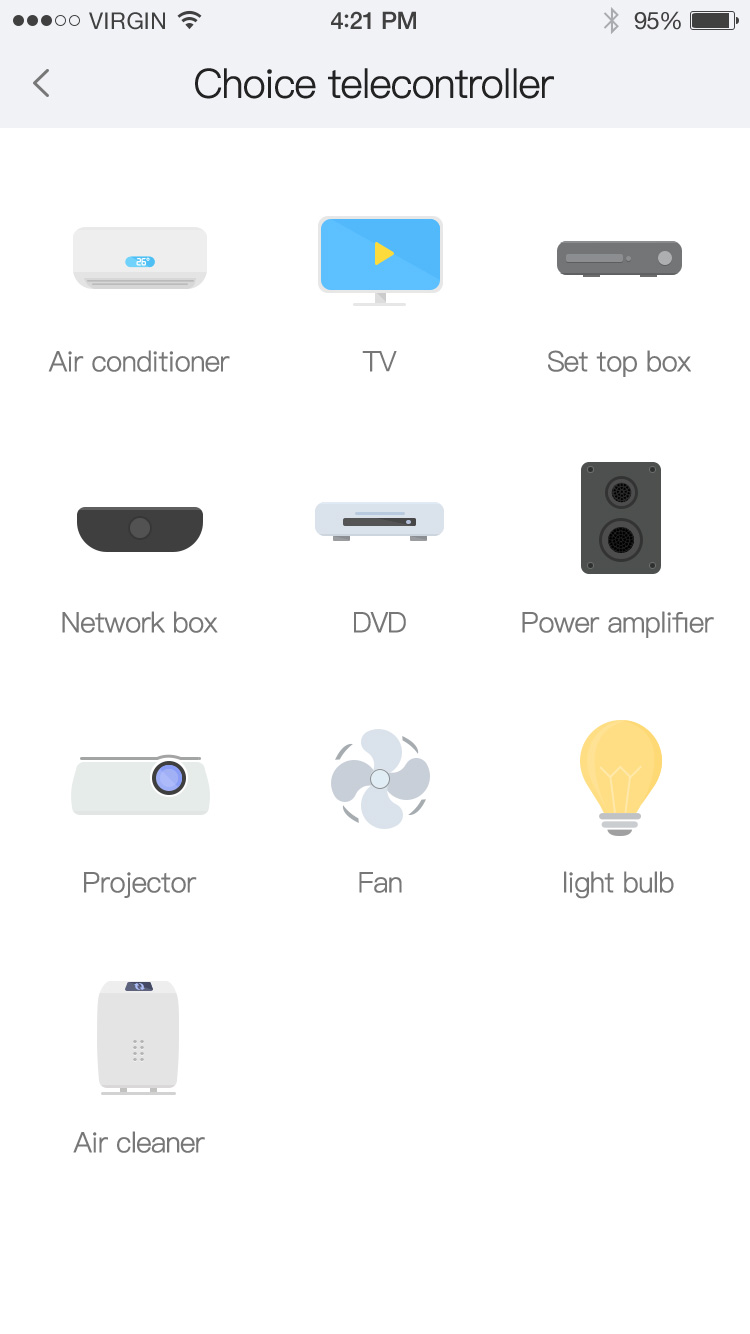 VIRGIN 4:21 PM 95%
Choice telecontroller
26°
Air conditioner TV Set top box
Network box DVD Power amplifier
Projector Fan light bulb
Air cleaner